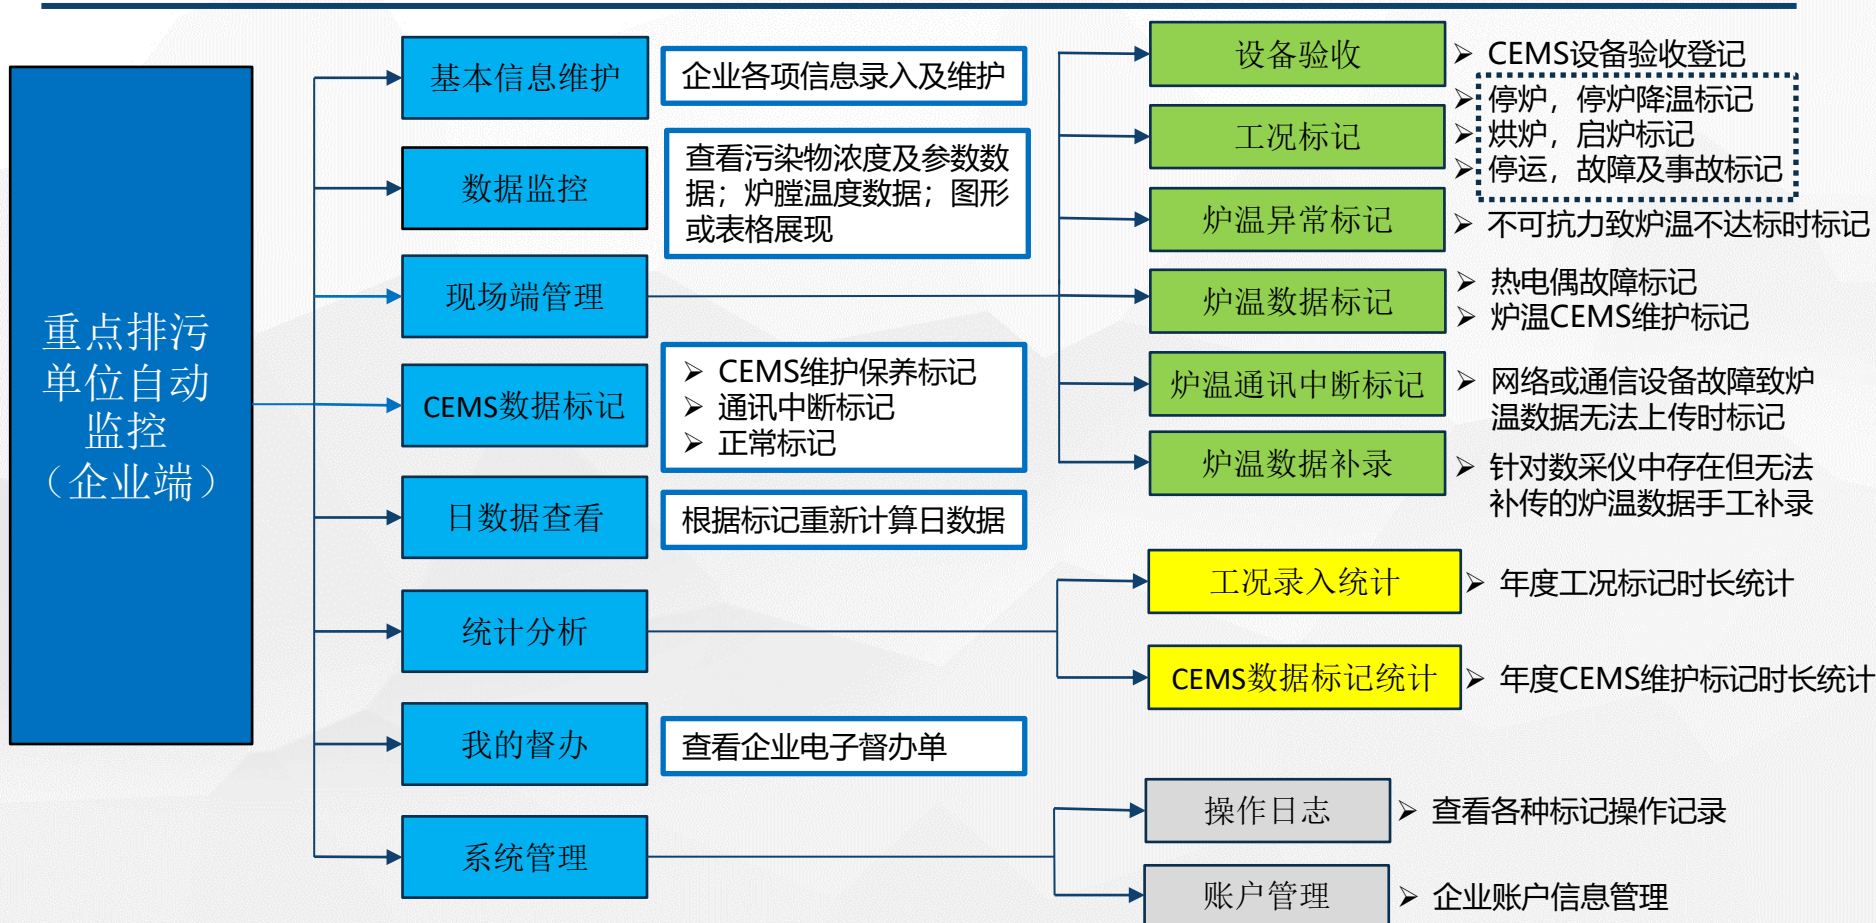 重点排污
单位自动
监控
（企业端）
基本信息维护
企业各项信息录入及维护
数据监控
查看污染物浓度及参数数
据；炉膛温度数据；图形
或表格展现
现场端管理
CEMS数据标记
➢ CEMS维护保养标记
➢ 通讯中断标记
➢ 正常标记
日数据查看
根据标记重新计算日数据
统计分析
我的督办
查看企业电子督办单
系统管理
设备验收
➢ CEMS设备验收登记
工况标记
➢ 停炉，停炉降温标记
➢ 烘炉，启炉标记
➢ 停运，故障及事故标记
炉温异常标记
➢ 不可抗力致炉温不达标时标记
炉温数据标记
➢ 热电偶故障标记
➢ 炉温CEMS维护标记
炉温通讯中断标记
➢ 网络或通信设备故障致炉
温数据无法上传时标记
炉温数据补录
➢ 针对数采仪中存在但无法
补传的炉温数据手工补录
工况录入统计
➢ 年度工况标记时长统计
CEMS数据标记统计
➢ 年度CEMS维护标记时长统计
操作日志
➢ 查看各种标记操作记录
账户管理
➢ 企业账户信息管理